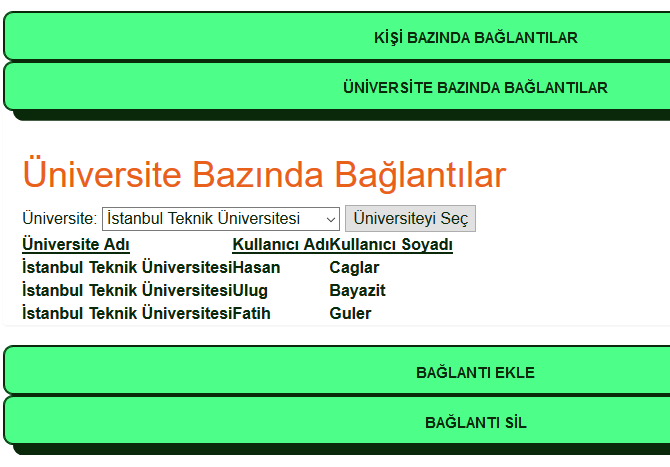 KİŞİ BAZINDA BAĞLANTILAR
ÜNİVERSİTE BAZINDA BAĞLANTILAR
Üniversite Bazında Bağlantılar
Üniversite: İstanbul Teknik Üniversitesi Üniversiteyi Seç
Üniversite Adı Kullanıcı Adı Kullanıcı Soyadı
İstanbul Teknik Üniversitesi Hasan Caglar
İstanbul Teknik Üniversitesi Ulug Bayazit
İstanbul Teknik Üniversitesi Fatih Guler
BAĞLANTI EKLE
BAĞLANTI SİL